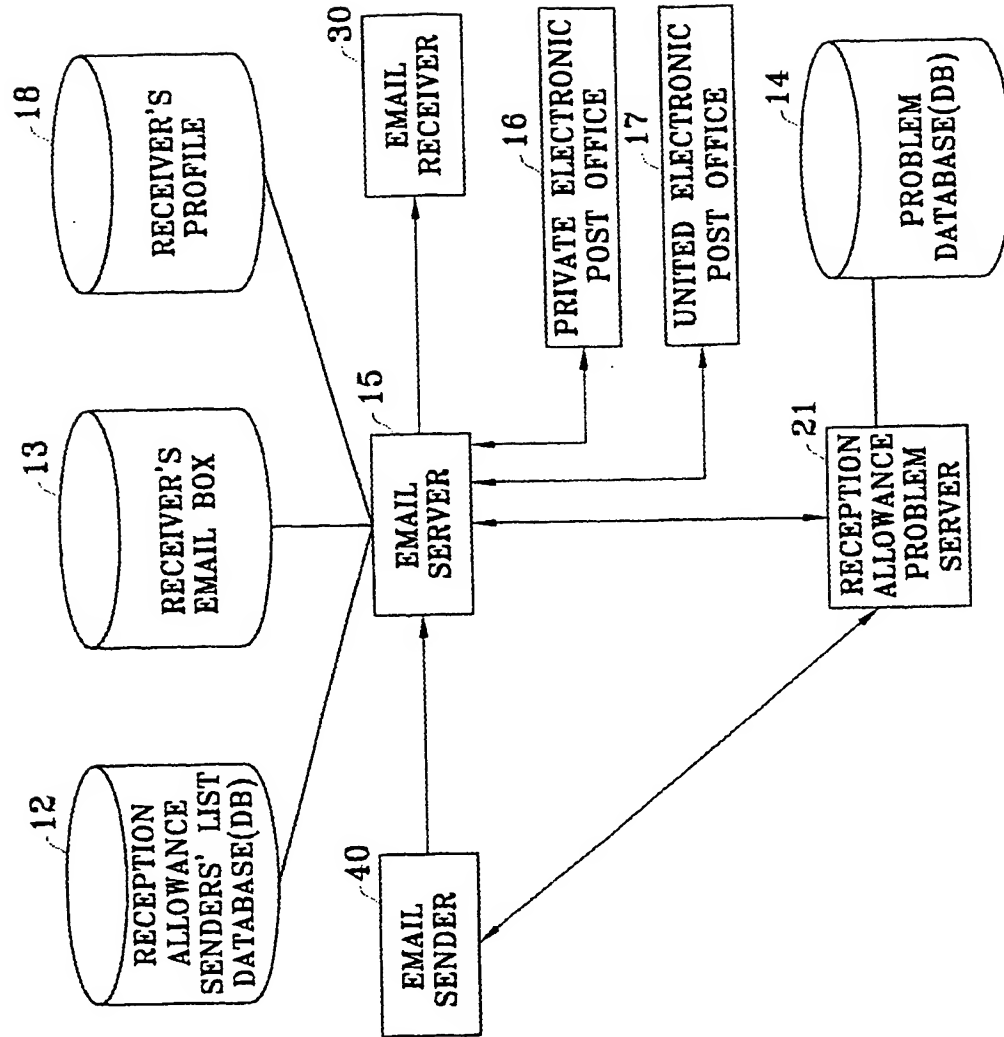 12
RECEPTION
ALLOWANCE
SENDERS' LIST
DATABASE(DB)
13
RECEIVER'S
EMAIL BOX
18
RECEIVER'S
PROFILE
40
EMAIL
SENDER
15
EMAIL
SERVER
30
EMAIL
RECEIVER
16
PRIVATE ELECTRONIC
POST OFFICE
17
UNITED ELECTRONIC
POST OFFICE
21
RECEPTION
ALLOWANCE
PROBLEM
SERVER
14
PROBLEM
DATABASE(DB)